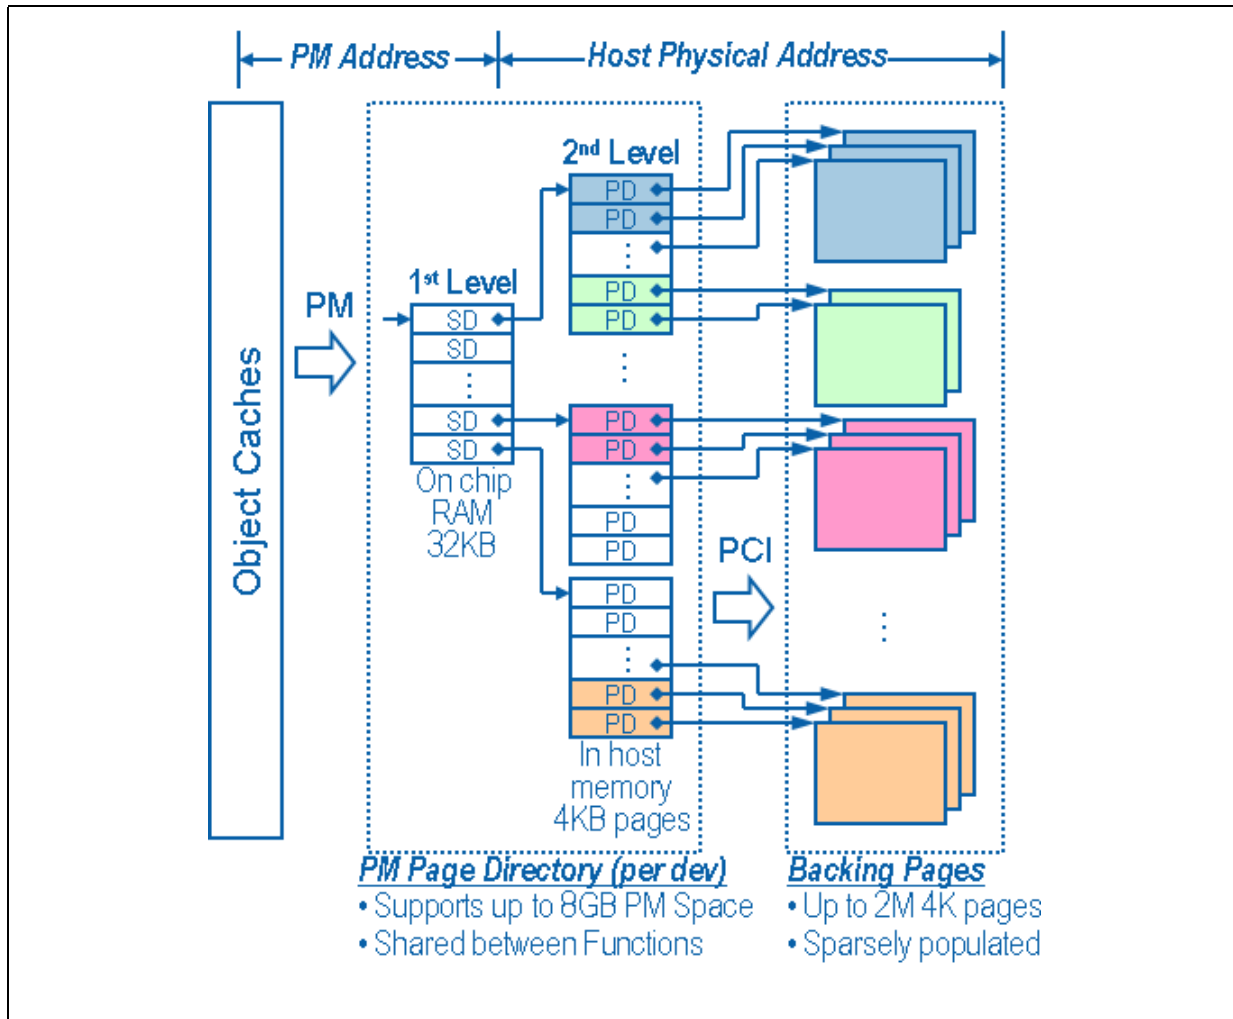 PM Address
Host Physical Address
2nd Level
PD
PD
⋮
PD
PD
⋮
1st Level
PM
SD
SD
⋮
SD
SD
On chip
RAM
32KB
Object Caches
PD
PD
⋮
PD
PD
PCI
PD
PD
⋮
PD
PD
⋮
In host
memory
4KB pages
PM Page Directory (per dev)
• Supports up to 8GB PM Space
• Shared between Functions
Backing Pages
• Up to 2M 4K pages
• Sparsely populated